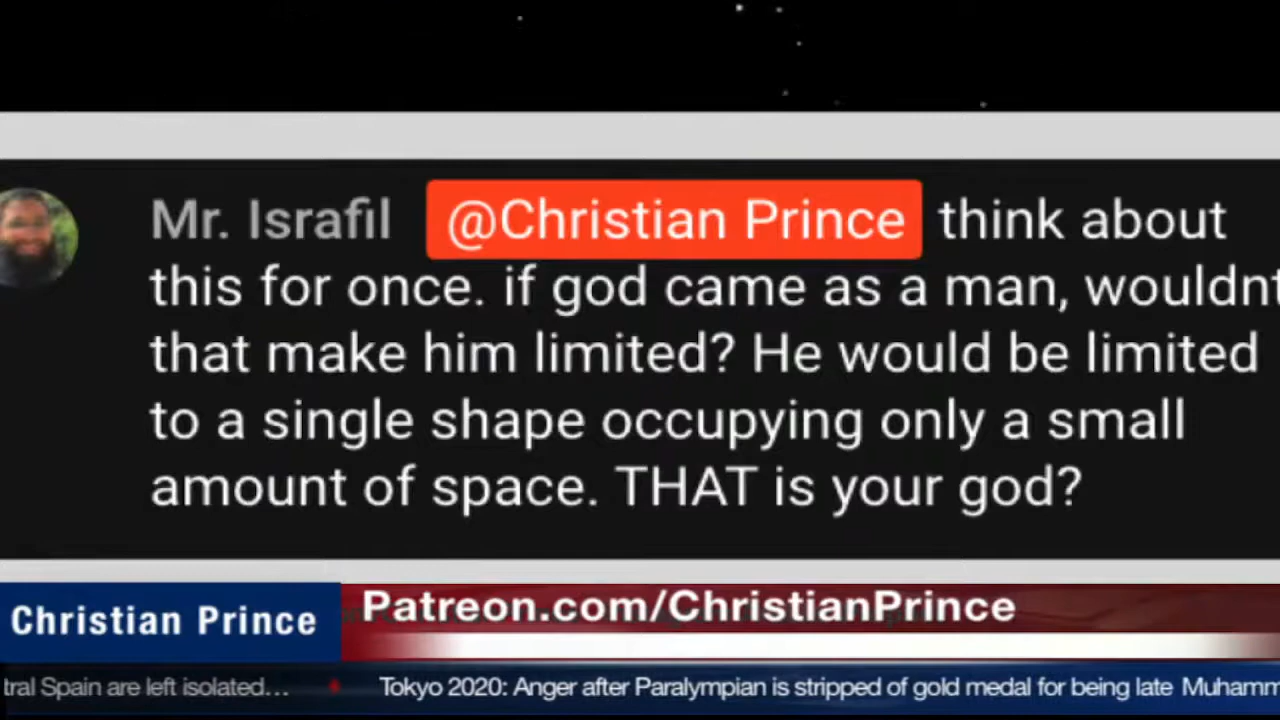 Mr. Israfil @Christian Prince think about
this for once. if god came as a man, wouldnt
that make him limited? He would be limited
to a single shape occupying only a small
amount of space. THAT is your god?
Christian Prince
Patreon.com/ChristianPrince
tral Spain are left isolated... Tokyo 2020: Anger after Paralympian is stripped of gold medal for being late Muhamm